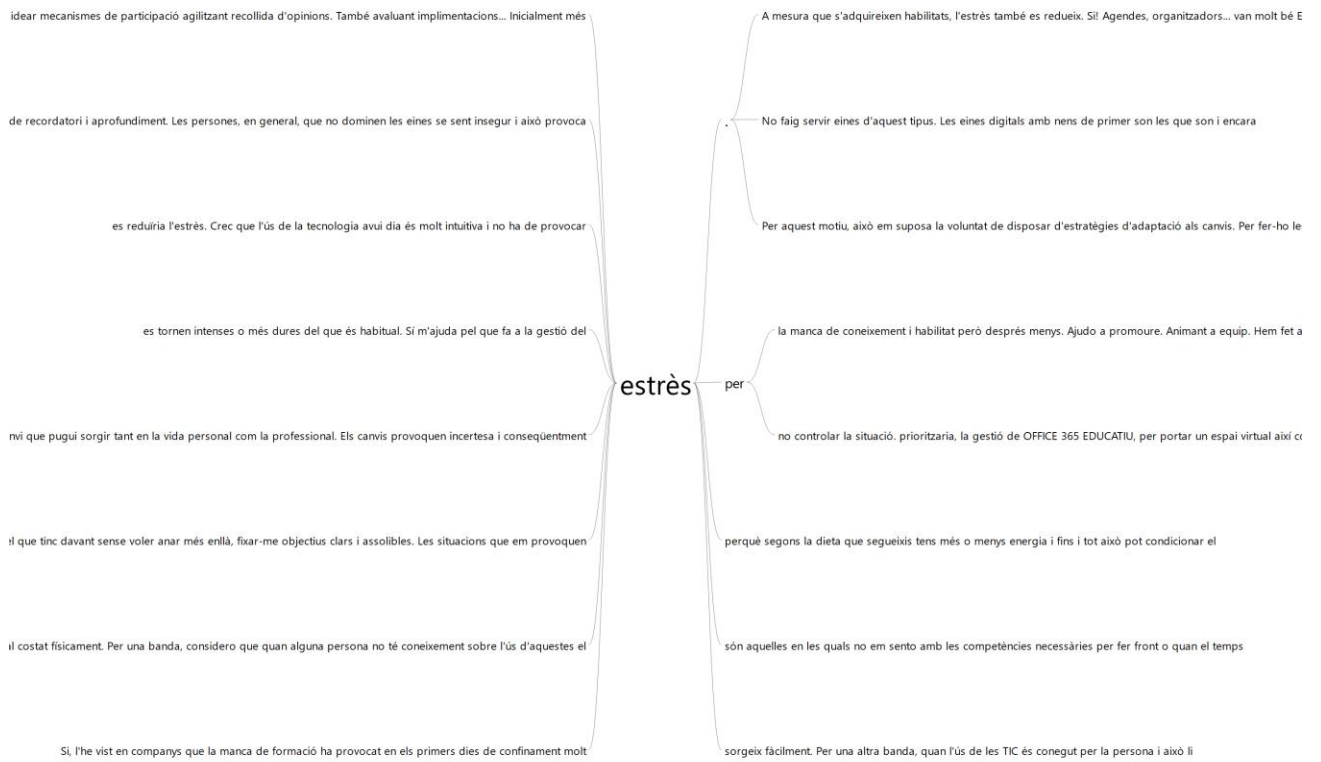 idear mecanismes de participació agilitzant recollida d'opinions. També avaluant implimentacions... Inicialment més
de recordatori i aprofundiment. Les persones, en general, que no dominen les eines se sent insegur i això provoca
es reduïria l'estrès. Crec que l'ús de la tecnologia avui dia és molt intuitiva i no ha de provocar
es tornen intenses o més dures del que és habitual. Sí m'ajuda pel que fa a la gestió del
nvi que pugui sorgir tant en la vida personal com la professional. Els canvis provoquen incertesa i conseqüentment
el que tinc davant sense voler anar més enllà, fixar-me objectius clars i assolibles. Les situacions que em provoquen
al costat físicament. Per una banda, considero que quan alguna persona no té coneixement sobre l'ús d'aquestes el
Si, l'he vist en companys que la manca de formació ha provocat en els primers dies de confinament molt
estrès
.
A mesura que s'adquireixen habilitats, l'estrès també es redueix. Si! Agendes, organitzadors... van molt bé E
No faig servir eines d'aquest tipus. Les eines digitals amb nens de primer son les que son i encara
Per aquest motiu, això em suposa la voluntat de disposar d'estratègies d'adaptació als canvis. Per fer-ho le
per
la manca de coneixement i habilitat però després menys. Ajudo a promoure. Animant a equip. Hem fet a
no controlar la situació. prioritzaria, la gestió de OFFICE 365 EDUCATIU, per portar un espai virtual així co
perquè segons la dieta que segueixis tens més o menys energia i fins i tot això pot condicionar el
són aquelles en les quals no em sento amb les competències necessàries per fer front o quan el temps
sorgeix fàcilment. Per una altra banda, quan l'ús de les TIC és conegut per la persona i això li